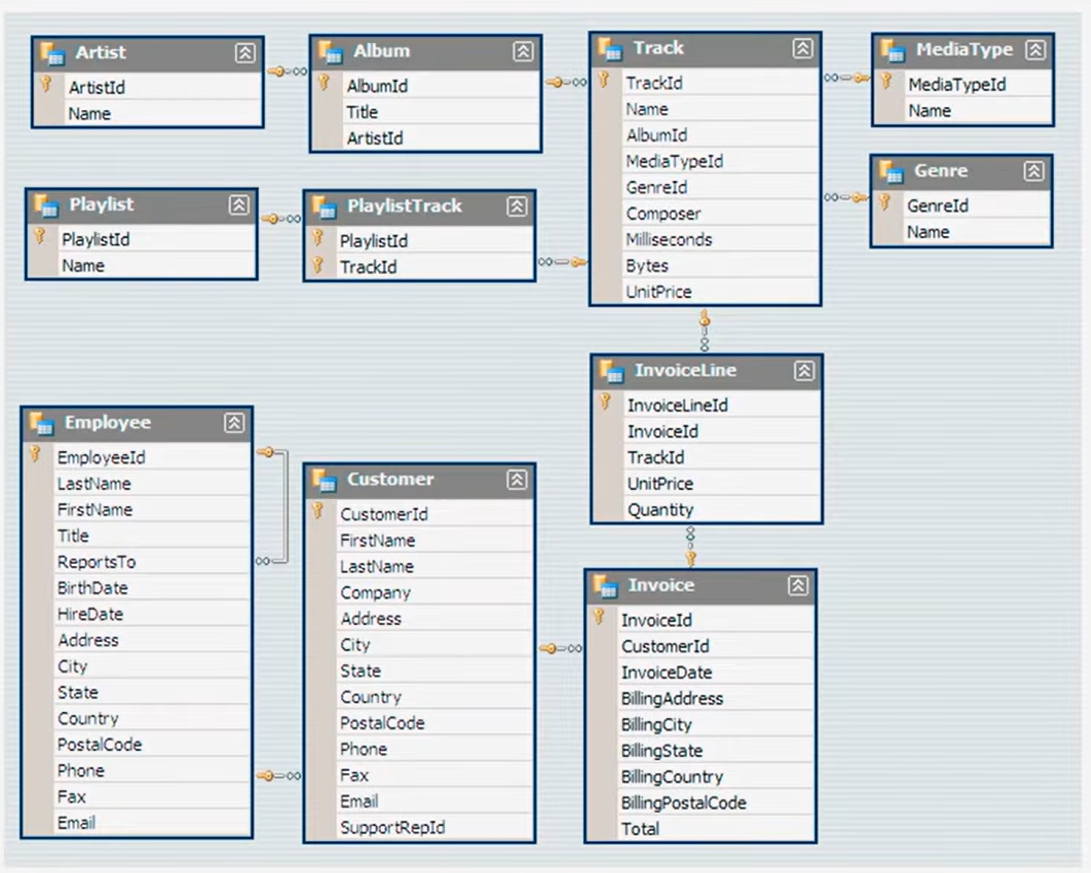 Artist
ArtistId
Name
Album
AlbumId
Title
ArtistId
Track
TrackId
Name
AlbumId
MediaTypeId
GenreId
Composer
Milliseconds
Bytes
UnitPrice
MediaType
MediaTypeId
Name
Genre
GenreId
Name
Playlist
PlaylistId
Name
PlaylistTrack
PlaylistId
TrackId
InvoiceLine
InvoiceLineId
InvoiceId
TrackId
UnitPrice
Quantity
Employee
EmployeeId
LastName
FirstName
Title
ReportsTo
BirthDate
HireDate
Address
City
State
Country
PostalCode
Phone
Fax
Email
Customer
CustomerId
FirstName
LastName
Company
Address
City
State
Country
PostalCode
Phone
Fax
Email
SupportRepId
Invoice
InvoiceId
CustomerId
InvoiceDate
BillingAddress
BillingCity
BillingState
BillingCountry
BillingPostalCode
Total